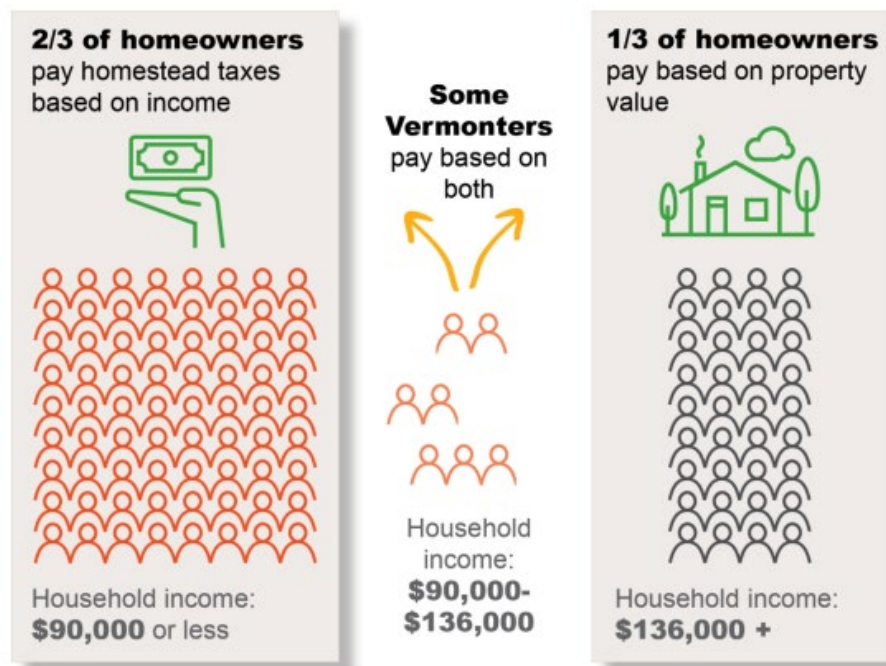 2/3 of homeowners
pay homestead taxes
based on income
Household income:
$90,000 or less
Some
Vermonters
pay based on
both
Household
income:
$90,000-
$136,000
1/3 of homeowners
pay based on property
value
Household income:
$136,000 +